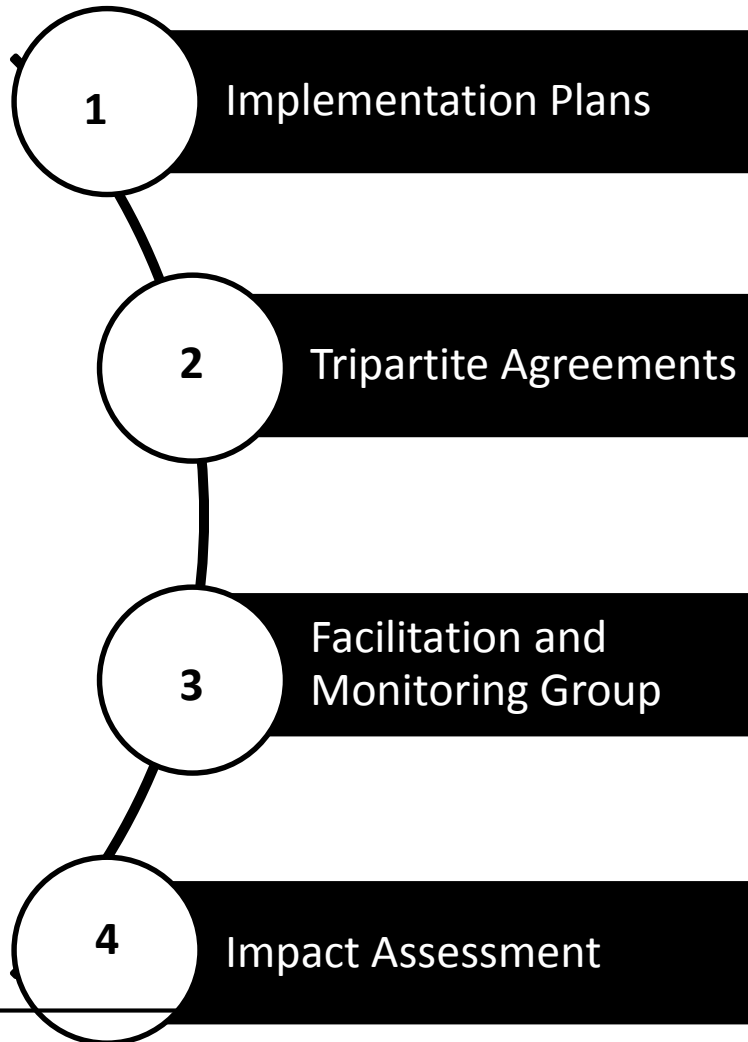 1
Implementation Plans
2
Tripartite Agreements
3
Facilitation and
Monitoring Group
4
Impact Assessment